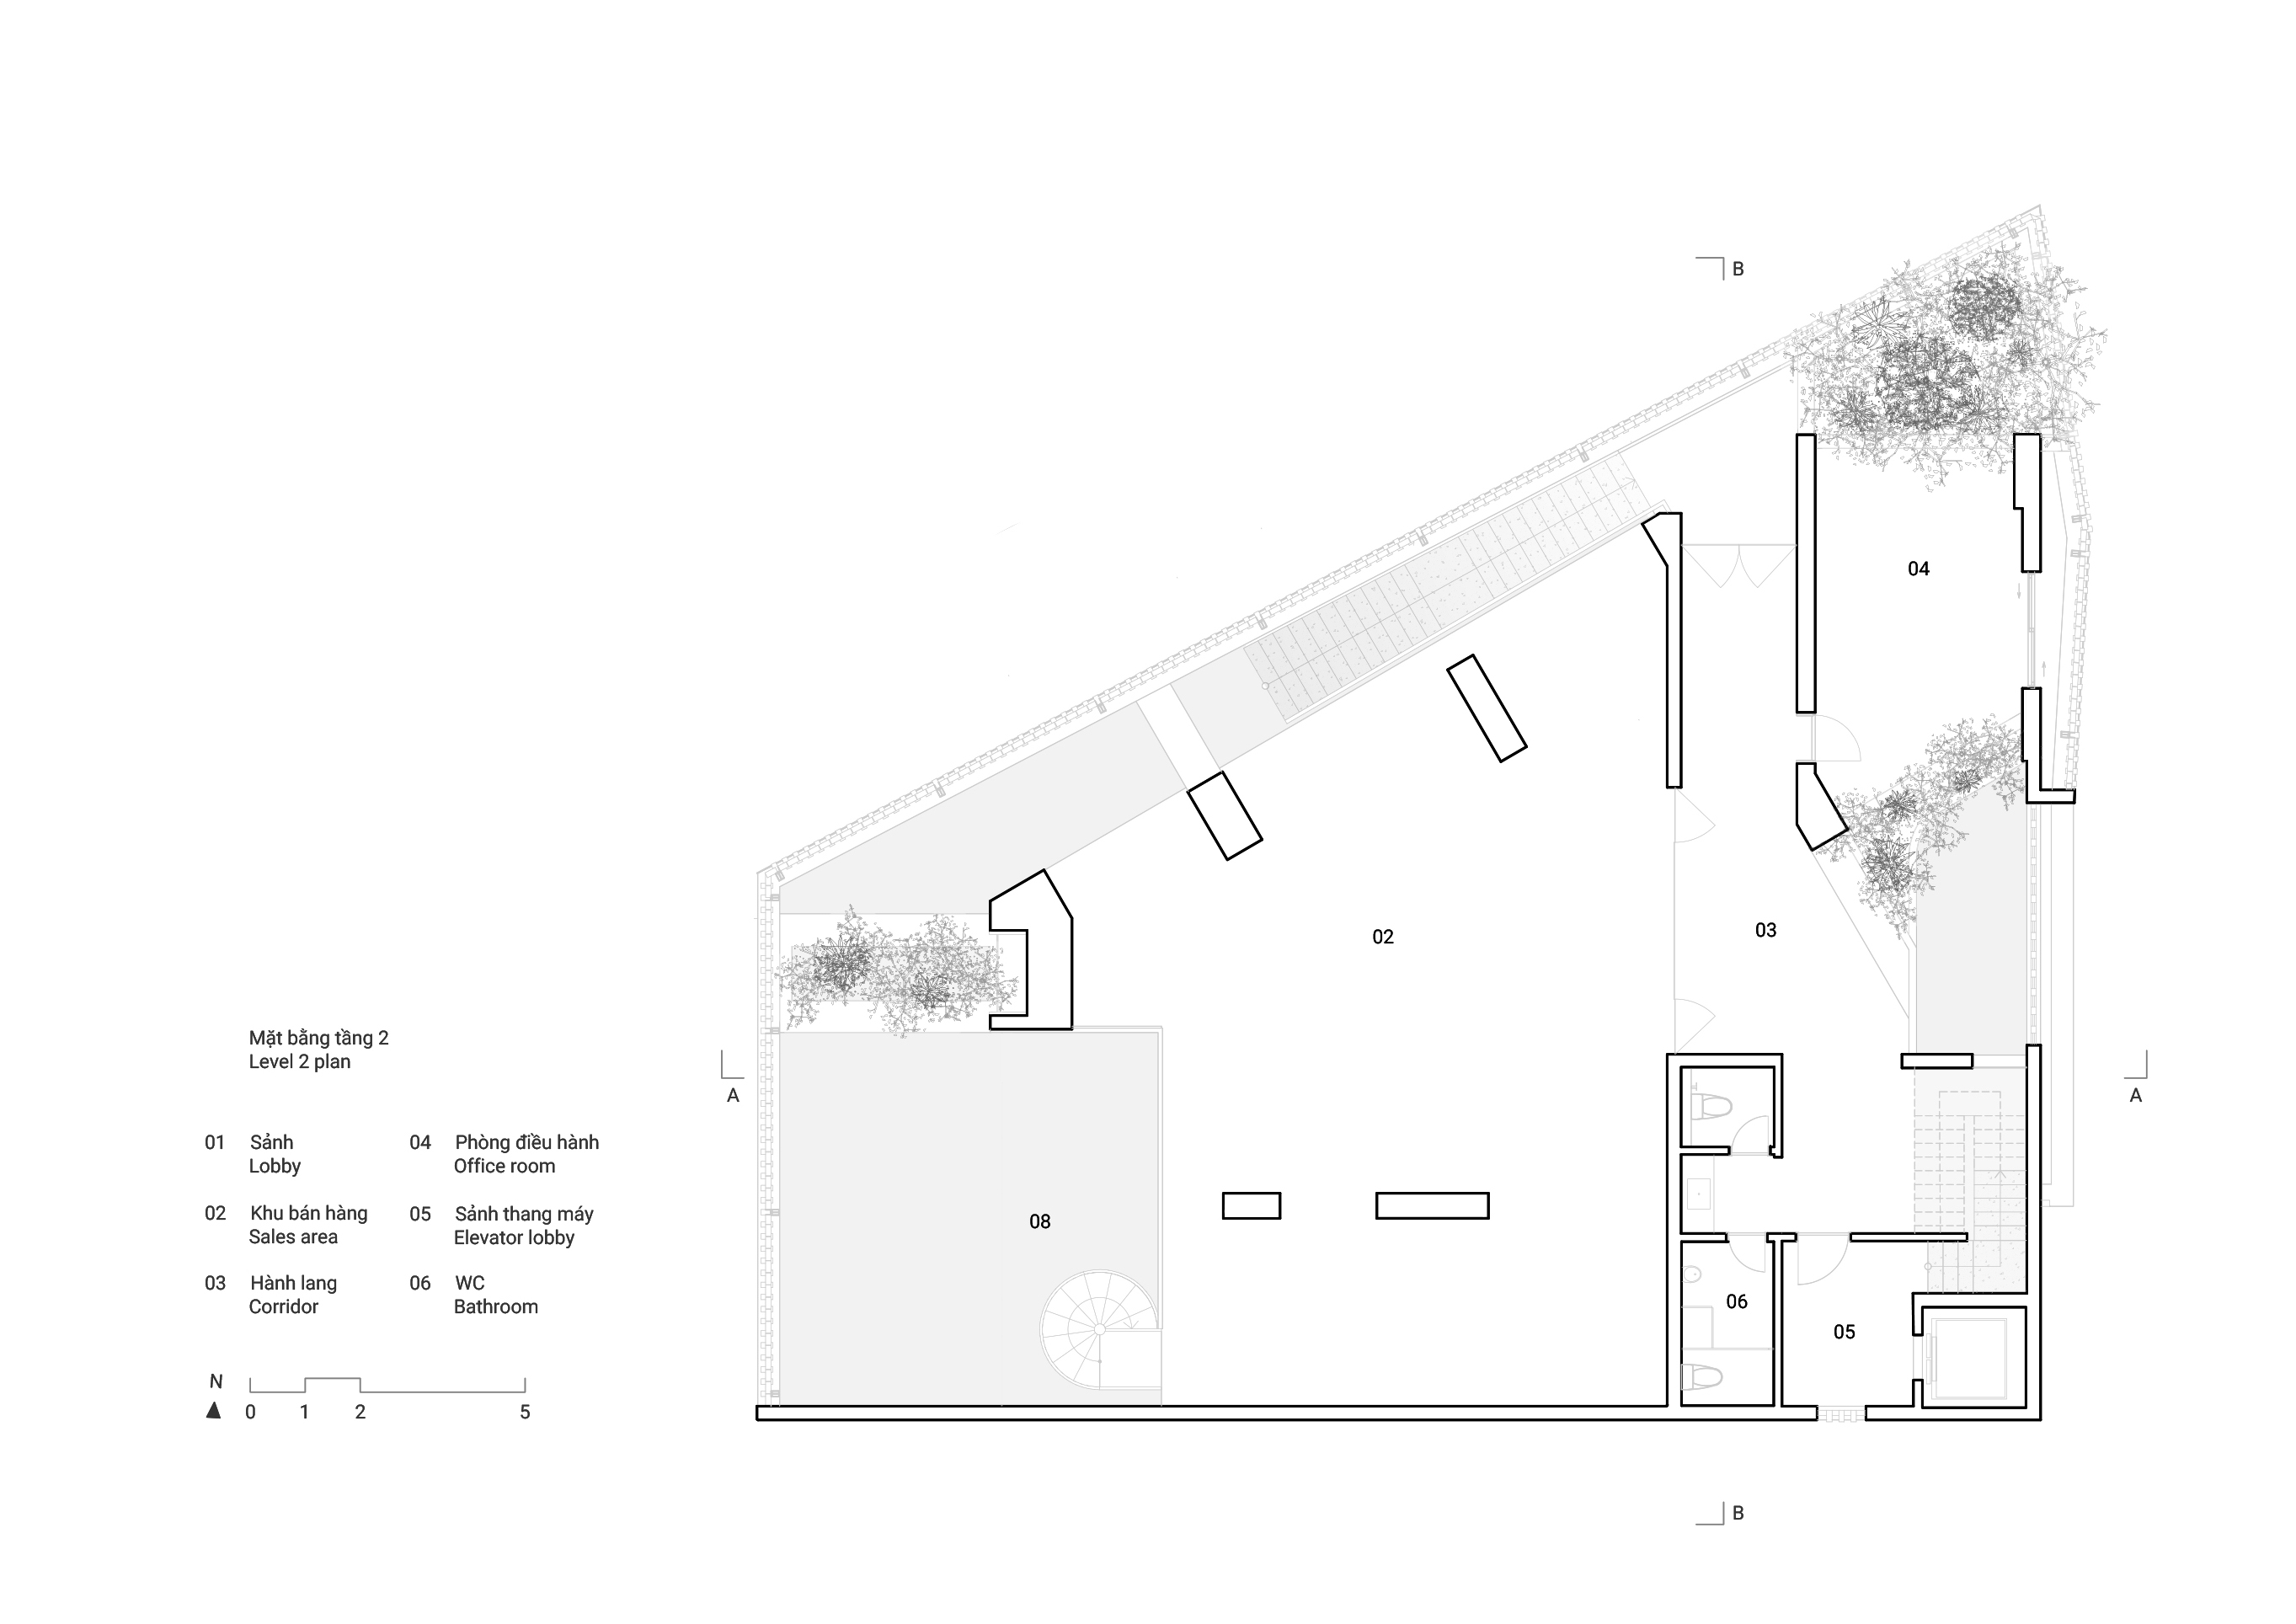 B
04
02
03
Mặt bằng tầng 2
Level 2 plan
A
A
01 Sảnh
Lobby
04 Phòng điều hành
Office room
02 Khu bán hàng
Sales area
05 Sảnh thang máy
Elevator lobby
03 Hành lang
Corridor
06 WC
Bathroom
08
06
05
N
0 1 2 5
B